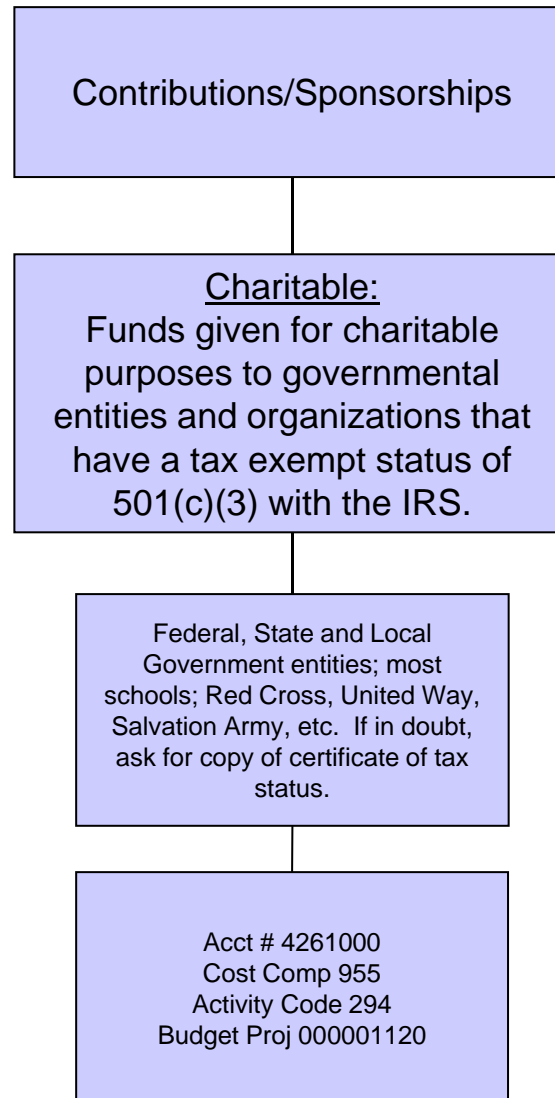 Contributions/Sponsorships
Charitable:
Funds given for charitable
purposes to governmental
entities and organizations that
have a tax exempt status of
501(c)(3) with the IRS.
Federal, State and Local
Government entities; most
schools; Red Cross, United Way,
Salvation Army, etc.  If in doubt,
ask for copy of certificate of tax
status.
Acct # 4261000
Cost Comp 955
Activity Code 294
Budget Proj 000001120